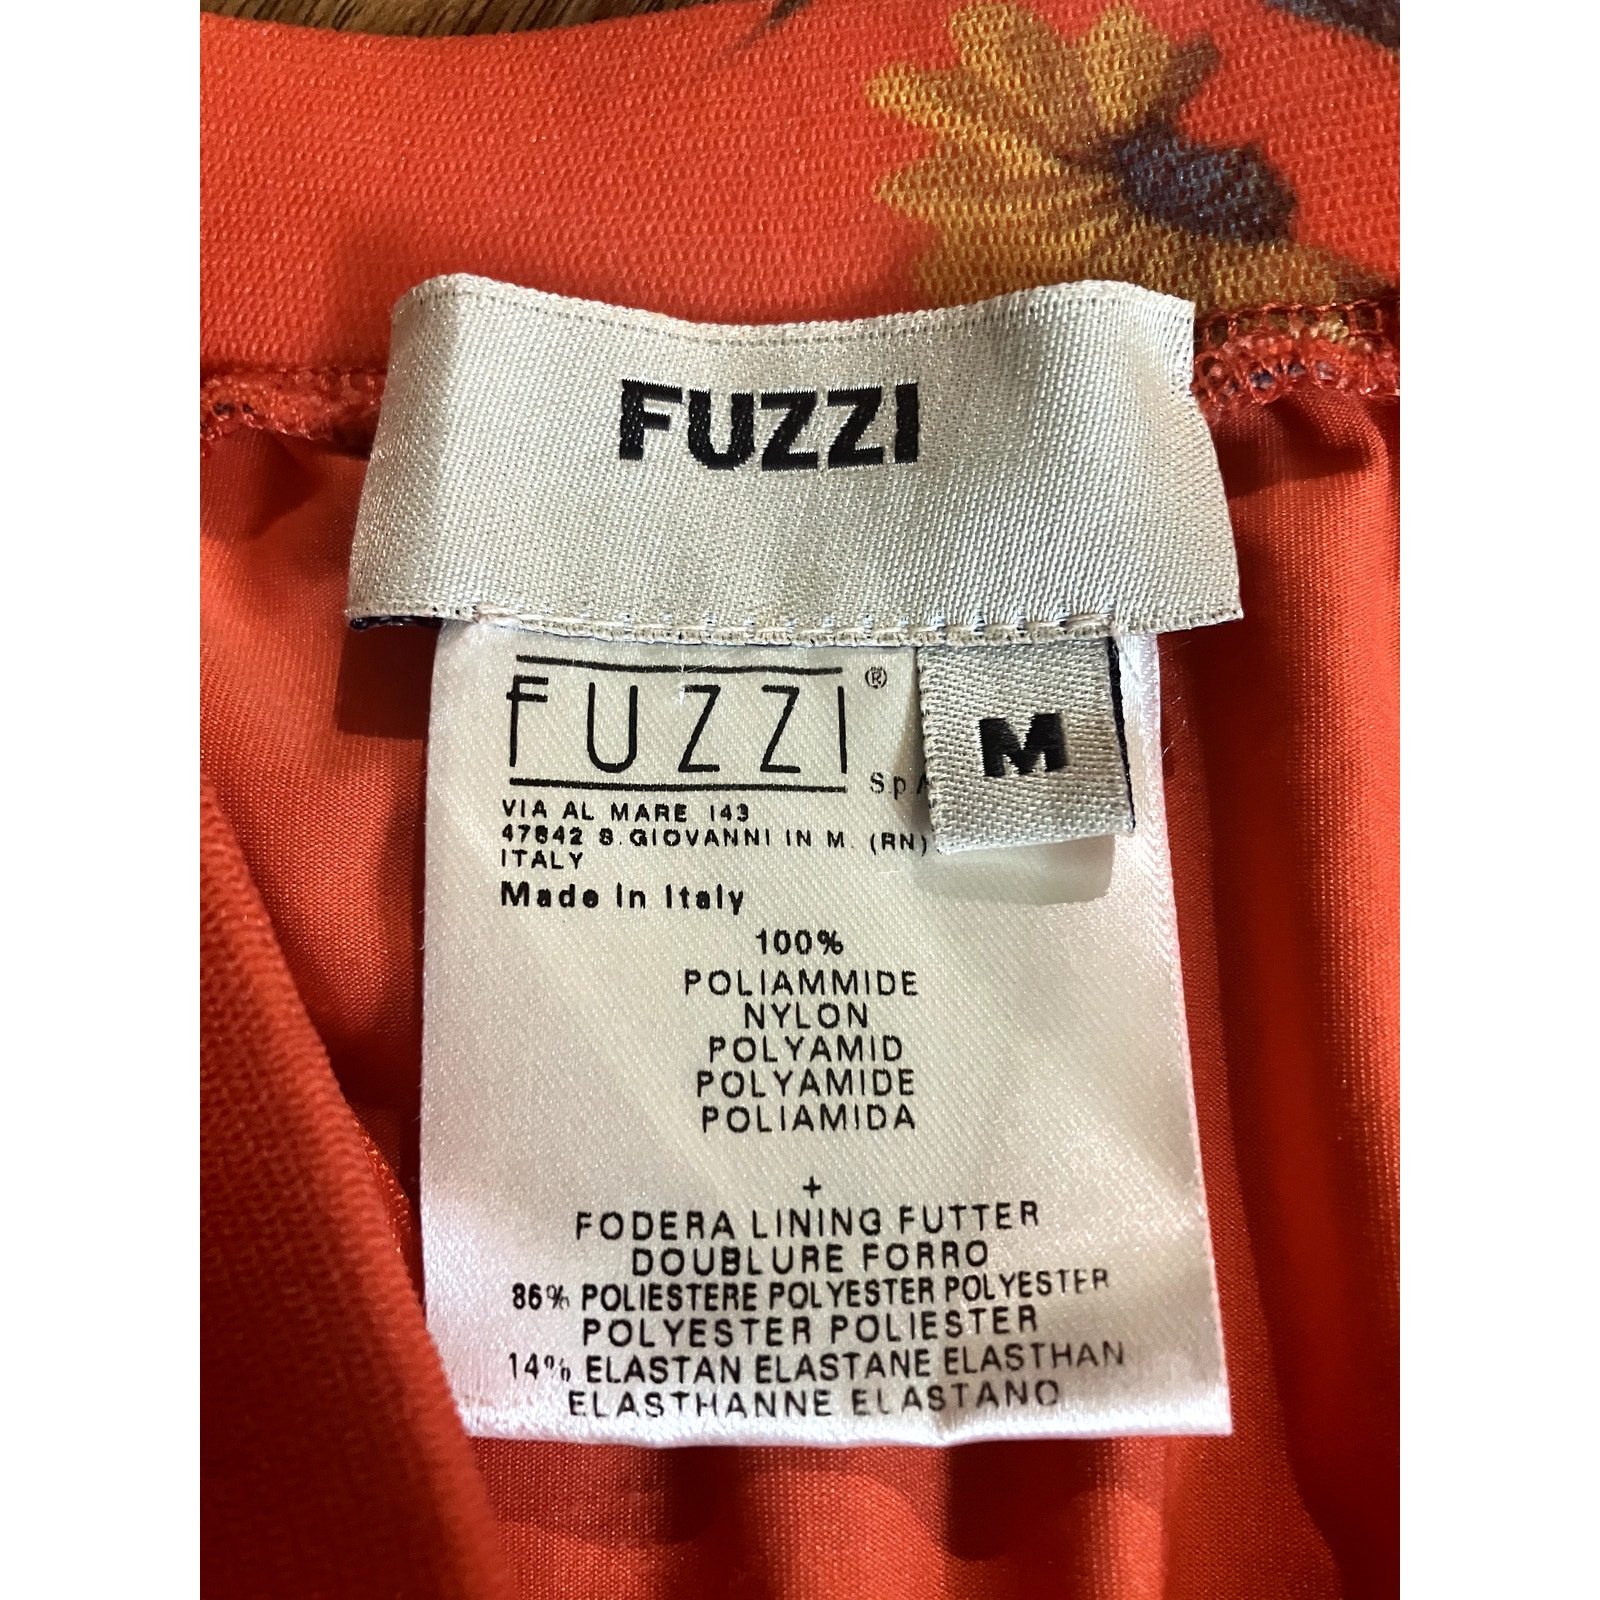 FUZZI
FUZZI®
S.p.A
M
VIA AL MARE 143
47842 S.GIOVANNI IN M. (RN)
ITALY
Made in Italy
100%
POLIAMMIDE
NYLON
POLYAMID
POLYAMIDE
POLIAMIDA
+
FODERA LINING FUTTER
DOUBLURE FORRO
86% POLIESTERE POLYESTER POLYESTER
POLYESTER POLIESTER
14% ELASTAN ELASTANE ELASTHAN
ELASTHANNE ELASTANO